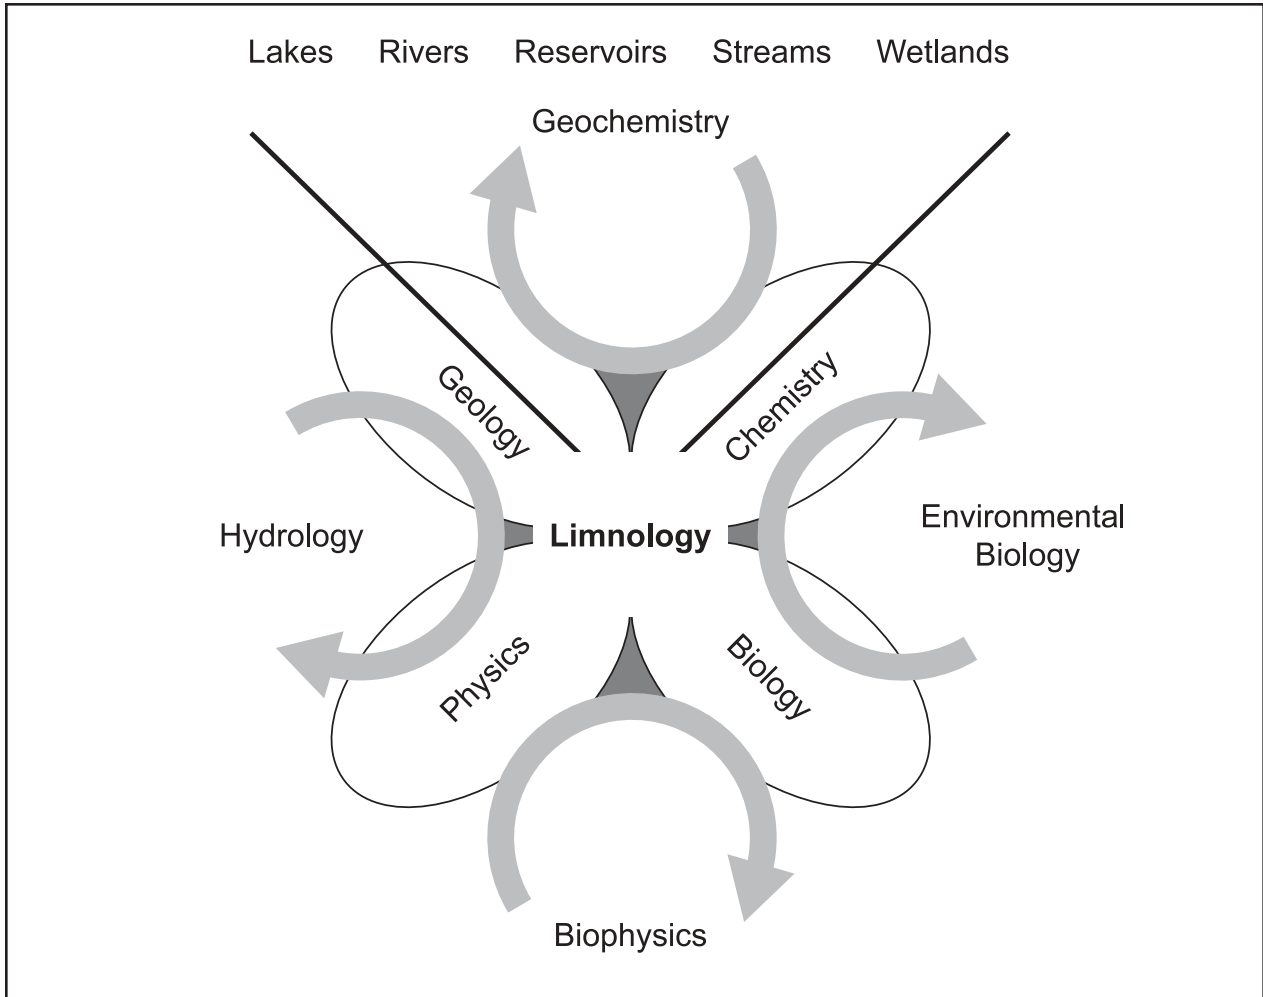 Lakes Rivers Reservoirs Streams Wetlands
Geochemistry
Geology
Chemistry
Hydrology
Limnology
Environmental
Biology
Physics
Biology
Biophysics